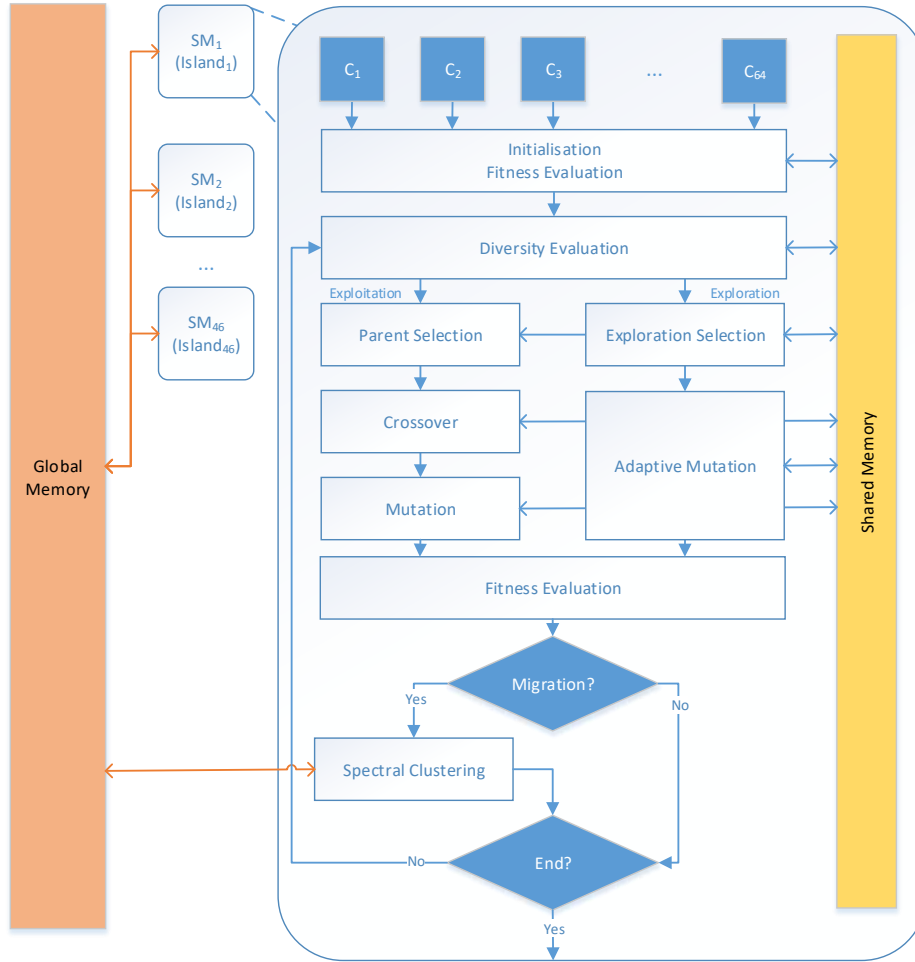 SM₁
(Island₁)
SM₂
(Island₂)
...
SM₄₆
(Island₄₆)
Global
Memory
C₁
C₂
C₃
...
C₆₄
Initialisation
Fitness Evaluation
Diversity Evaluation
Exploitation
Exploration
Parent Selection
Exploration Selection
Crossover
Adaptive Mutation
Mutation
Fitness Evaluation
Migration?
Yes
No
Spectral Clustering
End?
No
Yes
Shared Memory